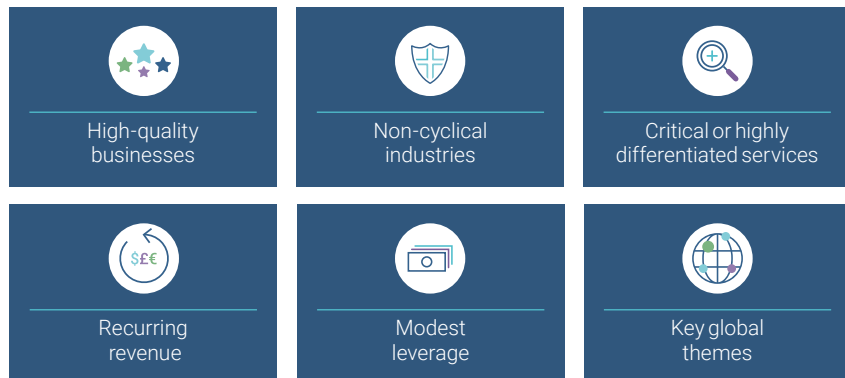 High-quality
businesses
Non-cyclical
industries
Critical or highly
differentiated services
$£€
Recurring
revenue
Modest
leverage
Key global
themes